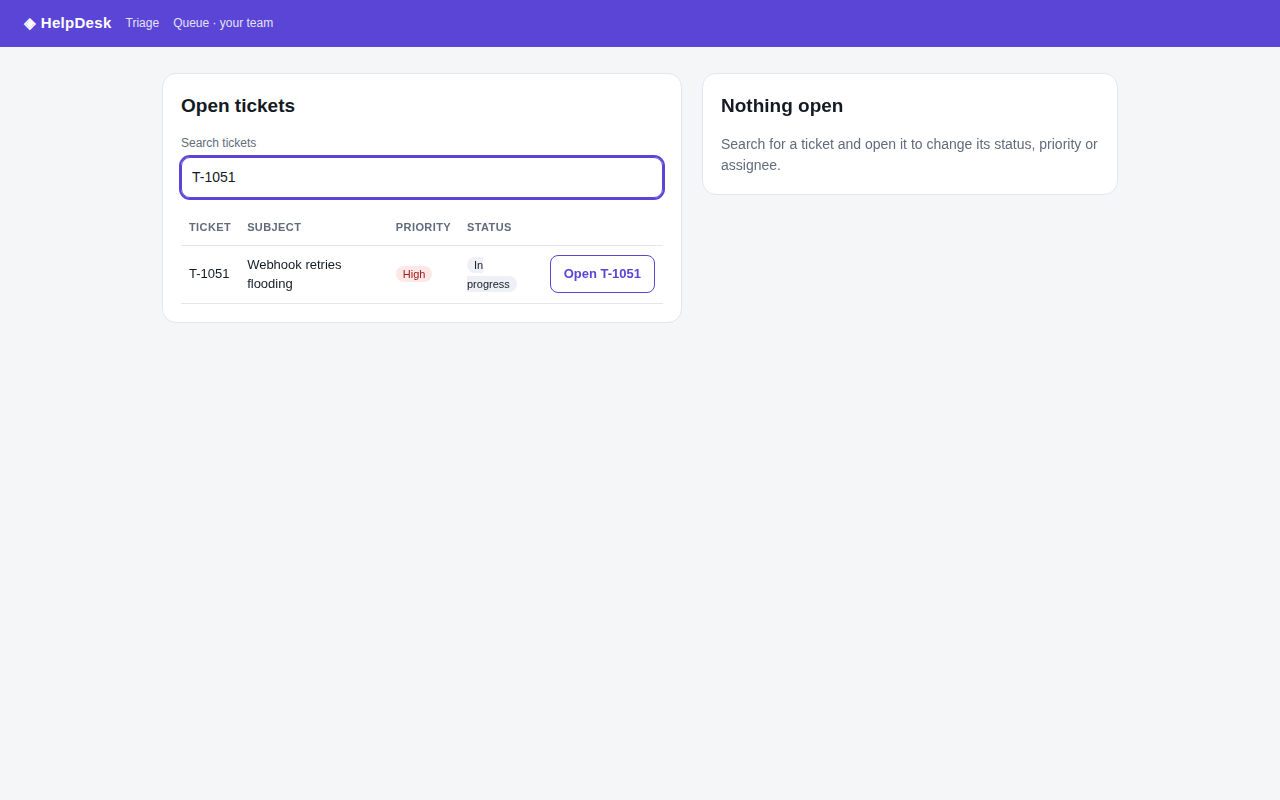 ◈ HelpDesk Triage Queue · your team
Open tickets
Search tickets
T-1051
TICKET SUBJECT PRIORITY STATUS
T-1051 Webhook retries flooding High In progress Open T-1051
Nothing open
Search for a ticket and open it to change its status, priority or
assignee.